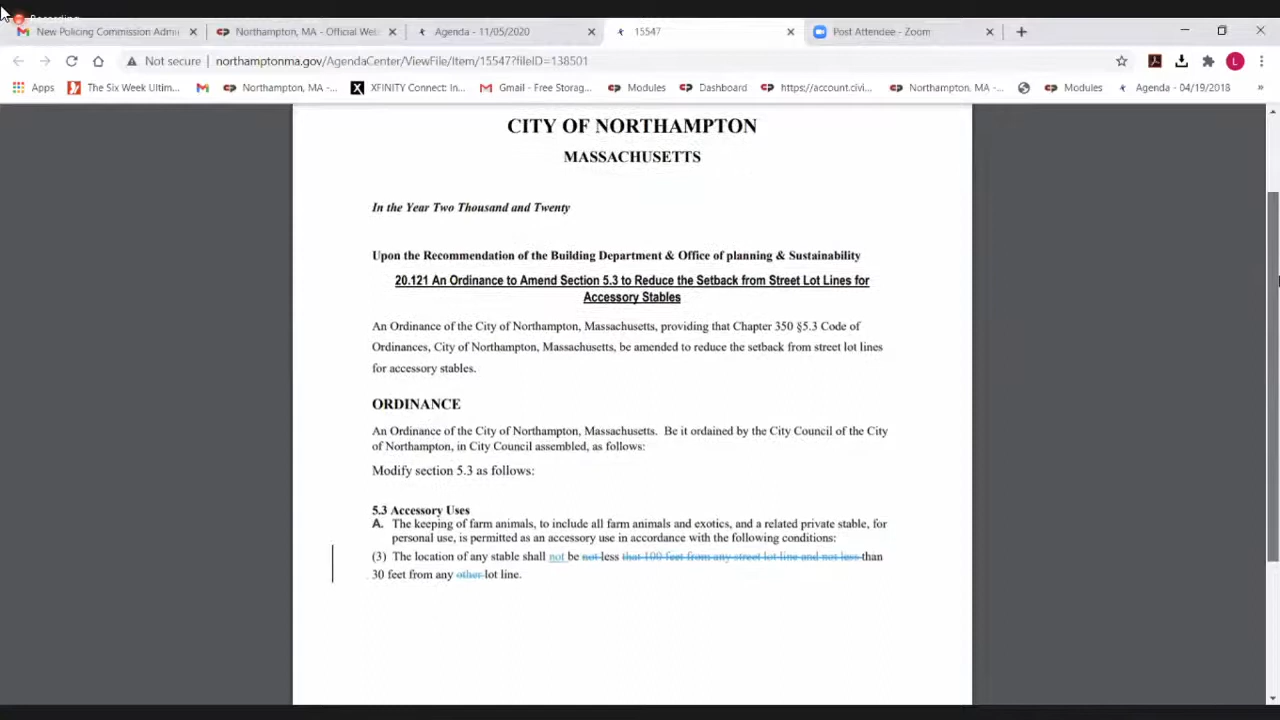 Recording
New Policing Commission Admi
Northampton, MA - Official Web
Agenda - 11/05/2020
15547
Post Attendee - Zoom
Not secure northamptonma.gov/AgendaCenter/ViewFile/Item/15547?fileID=138501
L
Apps
The Six Week Ultim...
Northampton, MA -...
XFINITY Connect: In...
Gmail - Free Storag...
Modules
Dashboard
https://account.civi...
Northampton, MA -...
Modules
Agenda - 04/19/2018
CITY OF NORTHAMPTON
MASSACHUSETTS
In the Year Two Thousand and Twenty
Upon the Recommendation of the Building Department & Office of planning & Sustainability
20.121 An Ordinance to Amend Section 5.3 to Reduce the Setback from Street Lot Lines for
Accessory Stables
An Ordinance of the City of Northampton, Massachusetts, providing that Chapter 350 §5.3 Code of
Ordinances, City of Northampton, Massachusetts, be amended to reduce the setback from street lot lines
for accessory stables.
ORDINANCE
An Ordinance of the City of Northampton, Massachusetts. Be it ordained by the City Council of the City
of Northampton, in City Council assembled, as follows:
Modify section 5.3 as follows:
5.3 Accessory Uses
A. The keeping of farm animals, to include all farm animals and exotics, and a related private stable, for
personal use, is permitted as an accessory use in accordance with the following conditions:
(3) The location of any stable shall not be not less that 100 feet from any street lot line and not less than
30 feet from any other lot line.